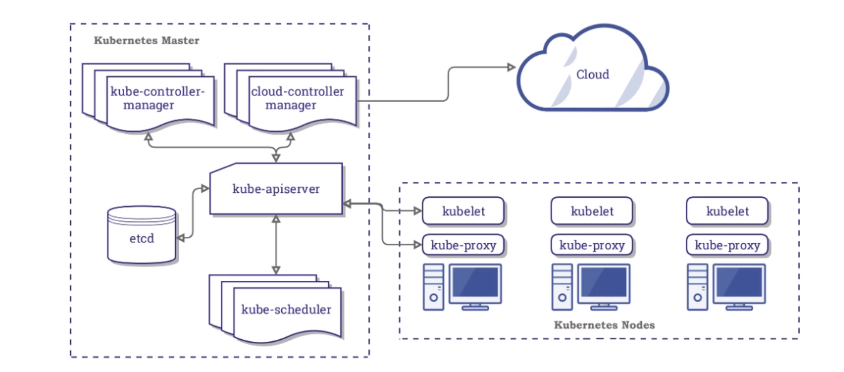 Kubernetes Master
kube-controller-
manager
cloud-controller
manager
Cloud
kube-apiserver
etcd
kube-scheduler
kubelet
kubelet
kubelet
kube-proxy
kube-proxy
kube-proxy
Kubernetes Nodes